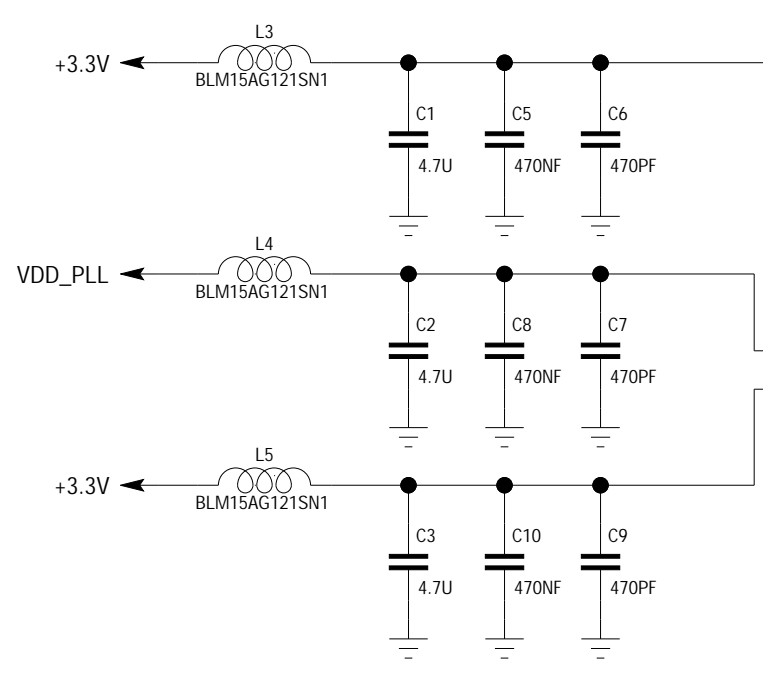 L3
+3.3V
BLM15AG121SN1
C1 C5 C6
4.7U 470NF 470PF
L4
VDD_PLL
BLM15AG121SN1
C2 C8 C7
4.7U 470NF 470PF
L5
+3.3V
BLM15AG121SN1
C3 C10 C9
4.7U 470NF 470PF